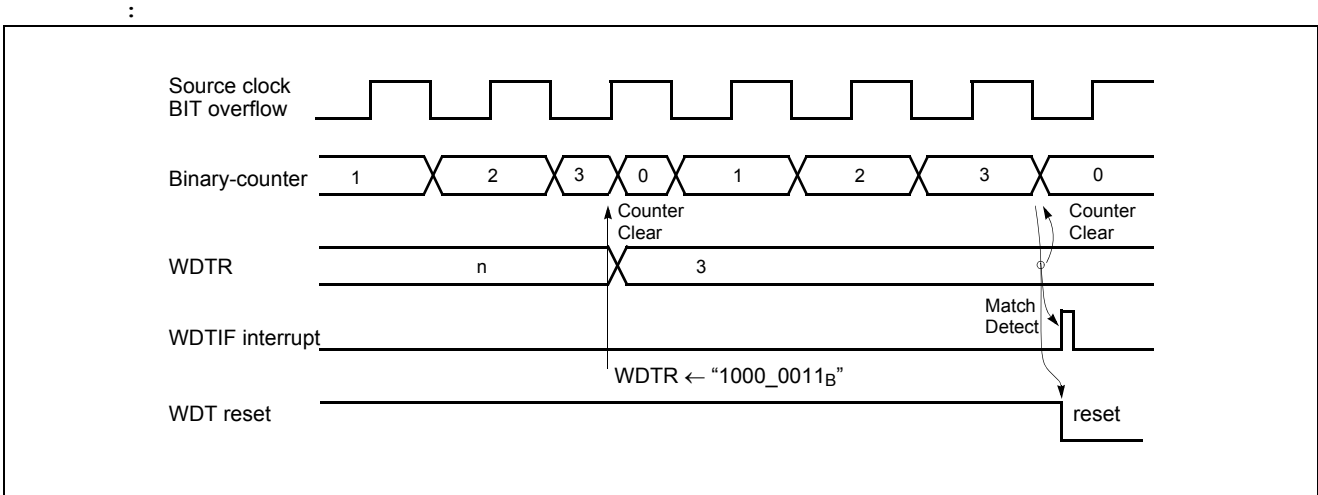 :
Source clock
BIT overflow
Binary-counter 1 2 3 0 1 2 3 0
Counter
Clear
Counter
Clear
WDTR n 3
Match
Detect
WDTIF interrupt
WDTR ← “1000_0011B”
WDT reset reset